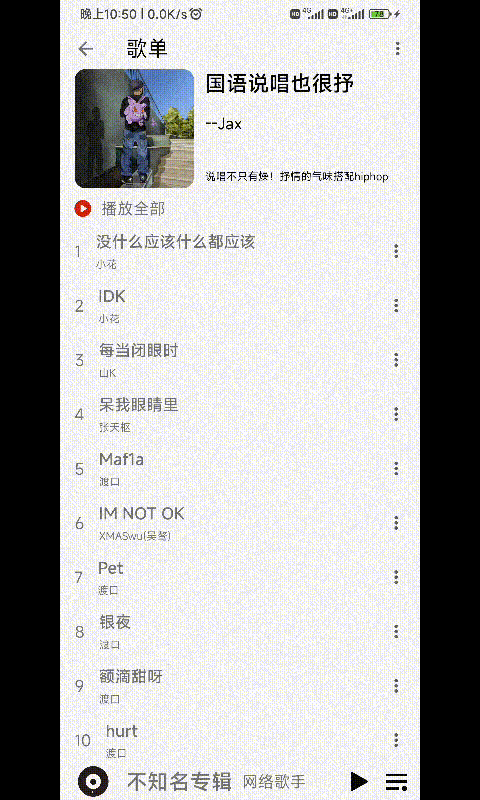 晚上10:50 | 0.0K/s
歌单
国语说唱也很抒
--Jax
说唱不只有燥！抒情的气味搭配hiphop
播放全部
1
没什么应该什么都应该
小花
2
IDK
小花
3
每当闭眼时
山K
4
呆我眼睛里
张天枢
5
Maf1a
渡口
6
IM NOT OK
XMASwu(吴骜)
7
Pet
渡口
8
银夜
渡口
9
额滴甜呀
渡口
10
hurt
渡口
不知名专辑 网络歌手